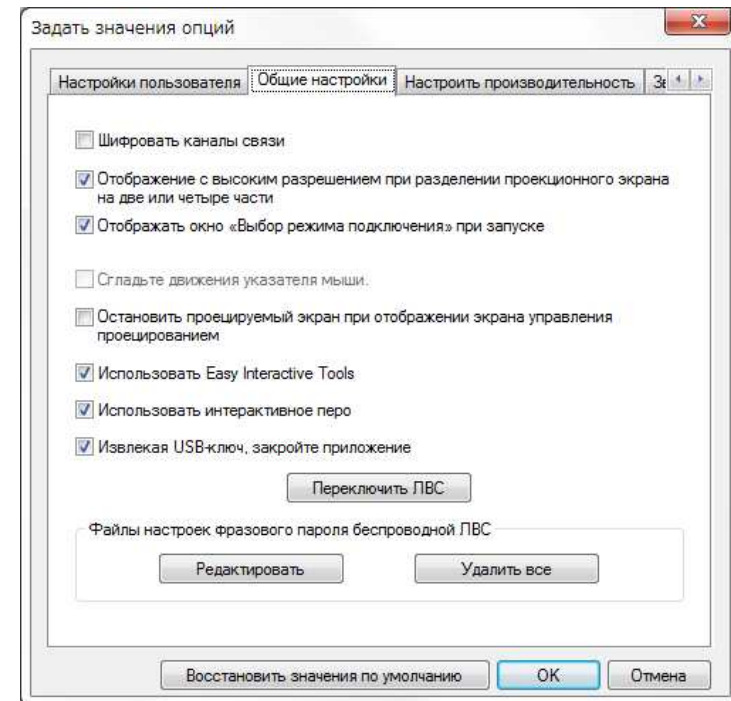 Задать значения опций
Настройки пользователя
Общие настройки
Настроить производительность
Шифровать каналы связи
Отображение с высоким разрешением при разделении проекционного экрана
на две или четыре части
Отображать окно «Выбор режима подключения» при запуске
Сгладьте движения указателя мыши.
Остановить проецируемый экран при отображении экрана управления
проецированием
Использовать Easy Interactive Tools
Использовать интерактивное перо
Извлекая USB-ключ, закройте приложение
Переключить ЛВС
Файлы настроек фразового пароля беспроводной ЛВС
Редактировать
Удалить все
Восстановить значения по умолчанию
OK
Отмена